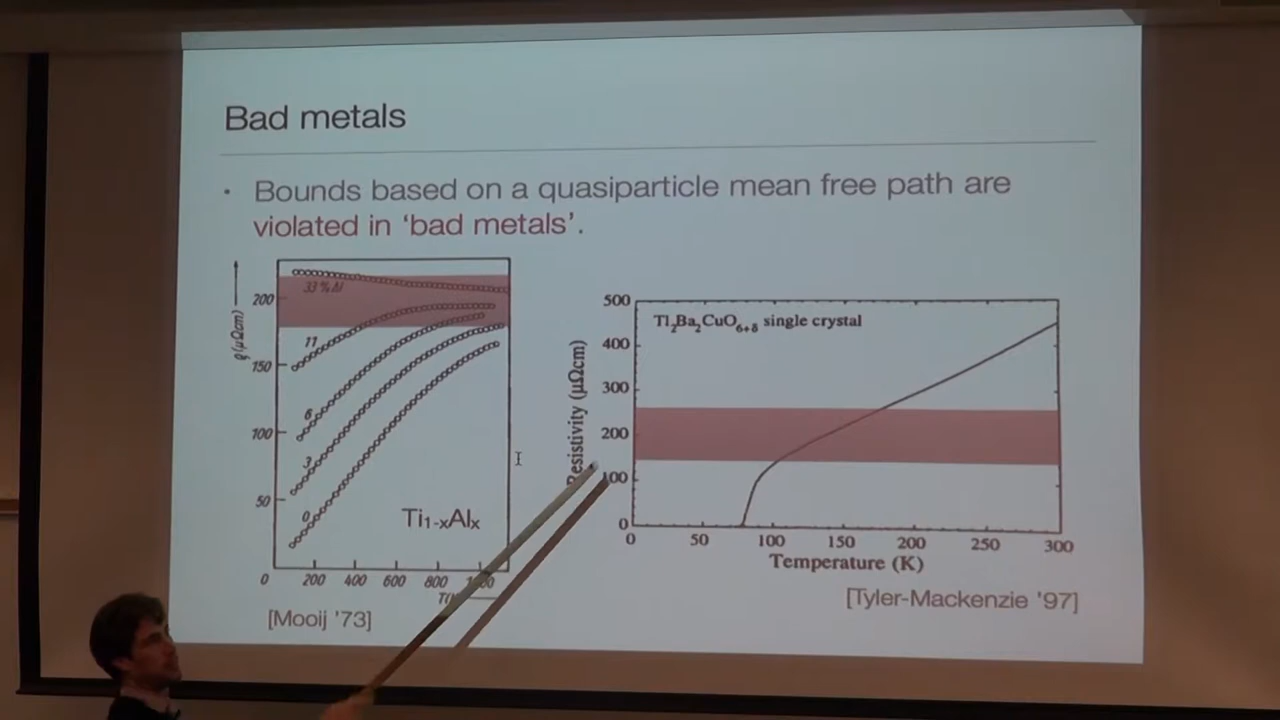 Bad metals
• Bounds based on a quasiparticle mean free path are
violated in ‘bad metals’.
ρ(μΩcm)
200
150
100
50
0
33 % Al
11
6
3
0
Ti1-xAlx
200 400 600 800
[Mooij '73]
Resistivity (μΩcm)
500
400
300
200
100
0
Tl2Ba2CuO6+δ single crystal
0 50 100 150 200 250 300
Temperature (K)
[Tyler-Mackenzie '97]